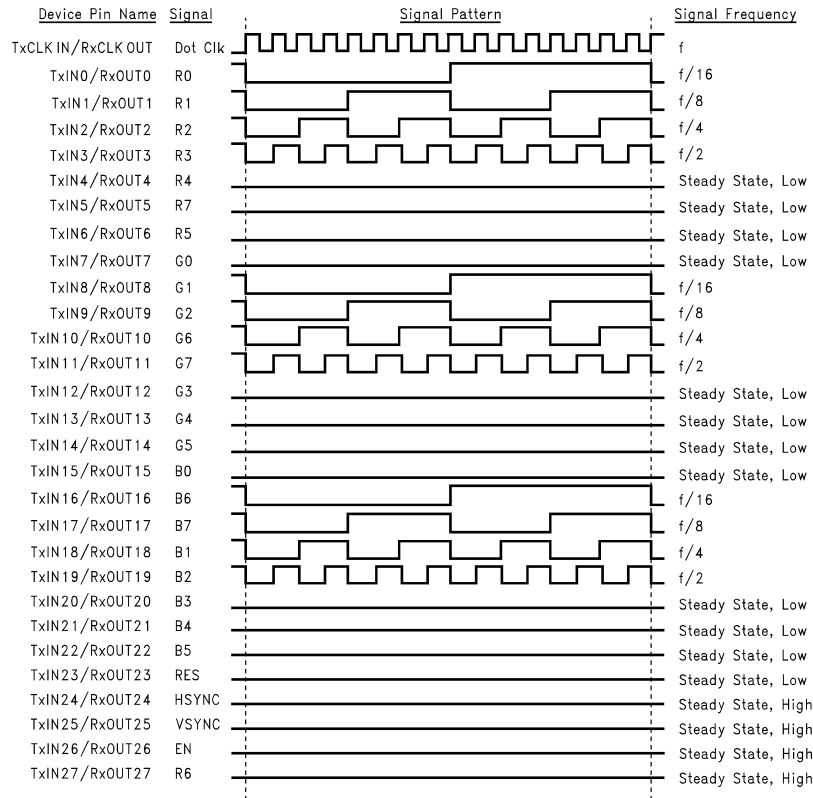 Device Pin Name Signal Signal Pattern Signal Frequency
TxCLK IN/RxCLK OUT Dot Clk f
TxIN0/RxOUT0 R0 f/16
TxIN1/RxOUT1 R1 f/8
TxIN2/RxOUT2 R2 f/4
TxIN3/RxOUT3 R3 f/2
TxIN4/RxOUT4 R4 Steady State, Low
TxIN5/RxOUT5 R7 Steady State, Low
TxIN6/RxOUT6 R5 Steady State, Low
TxIN7/RxOUT7 G0 Steady State, Low
TxIN8/RxOUT8 G1 f/16
TxIN9/RxOUT9 G2 f/8
TxIN10/RxOUT10 G6 f/4
TxIN11/RxOUT11 G7 f/2
TxIN12/RxOUT12 G3 Steady State, Low
TxIN13/RxOUT13 G4 Steady State, Low
TxIN14/RxOUT14 G5 Steady State, Low
TxIN15/RxOUT15 B0 Steady State, Low
TxIN16/RxOUT16 B6 f/16
TxIN17/RxOUT17 B7 f/8
TxIN18/RxOUT18 B1 f/4
TxIN19/RxOUT19 B2 f/2
TxIN20/RxOUT20 B3 Steady State, Low
TxIN21/RxOUT21 B4 Steady State, Low
TxIN22/RxOUT22 B5 Steady State, Low
TxIN23/RxOUT23 RES Steady State, Low
TxIN24/RxOUT24 HSYNC Steady State, High
TxIN25/RxOUT25 VSYNC Steady State, High
TxIN26/RxOUT26 EN Steady State, High
TxIN27/RxOUT27 R6 Steady State, High